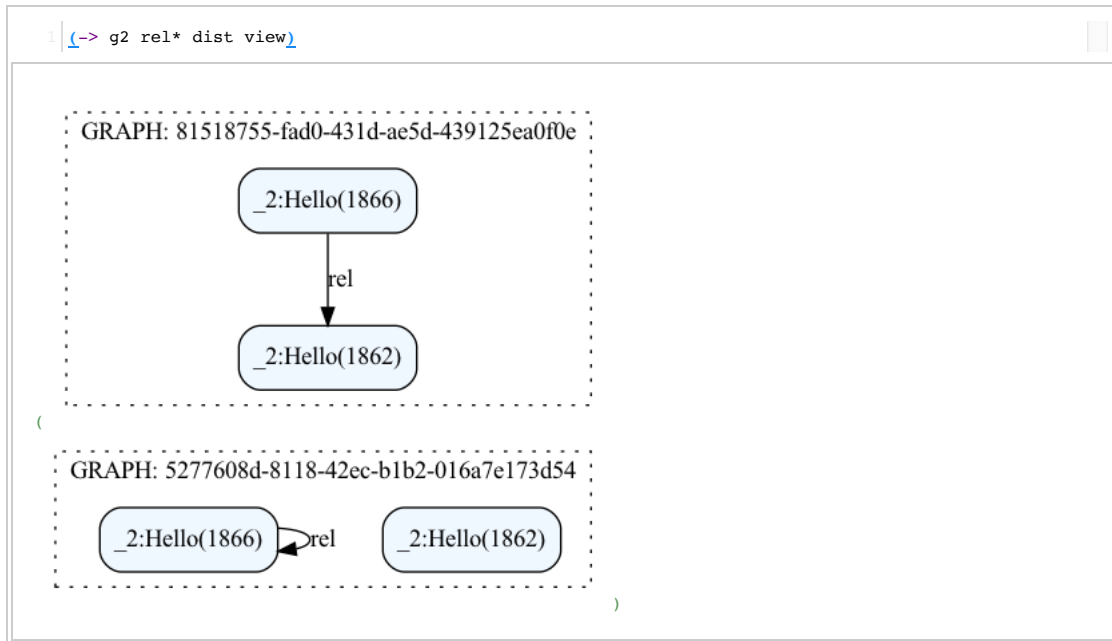 1 (-> g2 rel* dist view)
GRAPH: 81518755-fad0-431d-ae5d-439125ea0f0e
_2:Hello(1866)
rel
_2:Hello(1862)
(
GRAPH: 5277608d-8118-42ec-b1b2-016a7e173d54
_2:Hello(1866) rel _2:Hello(1862)
)